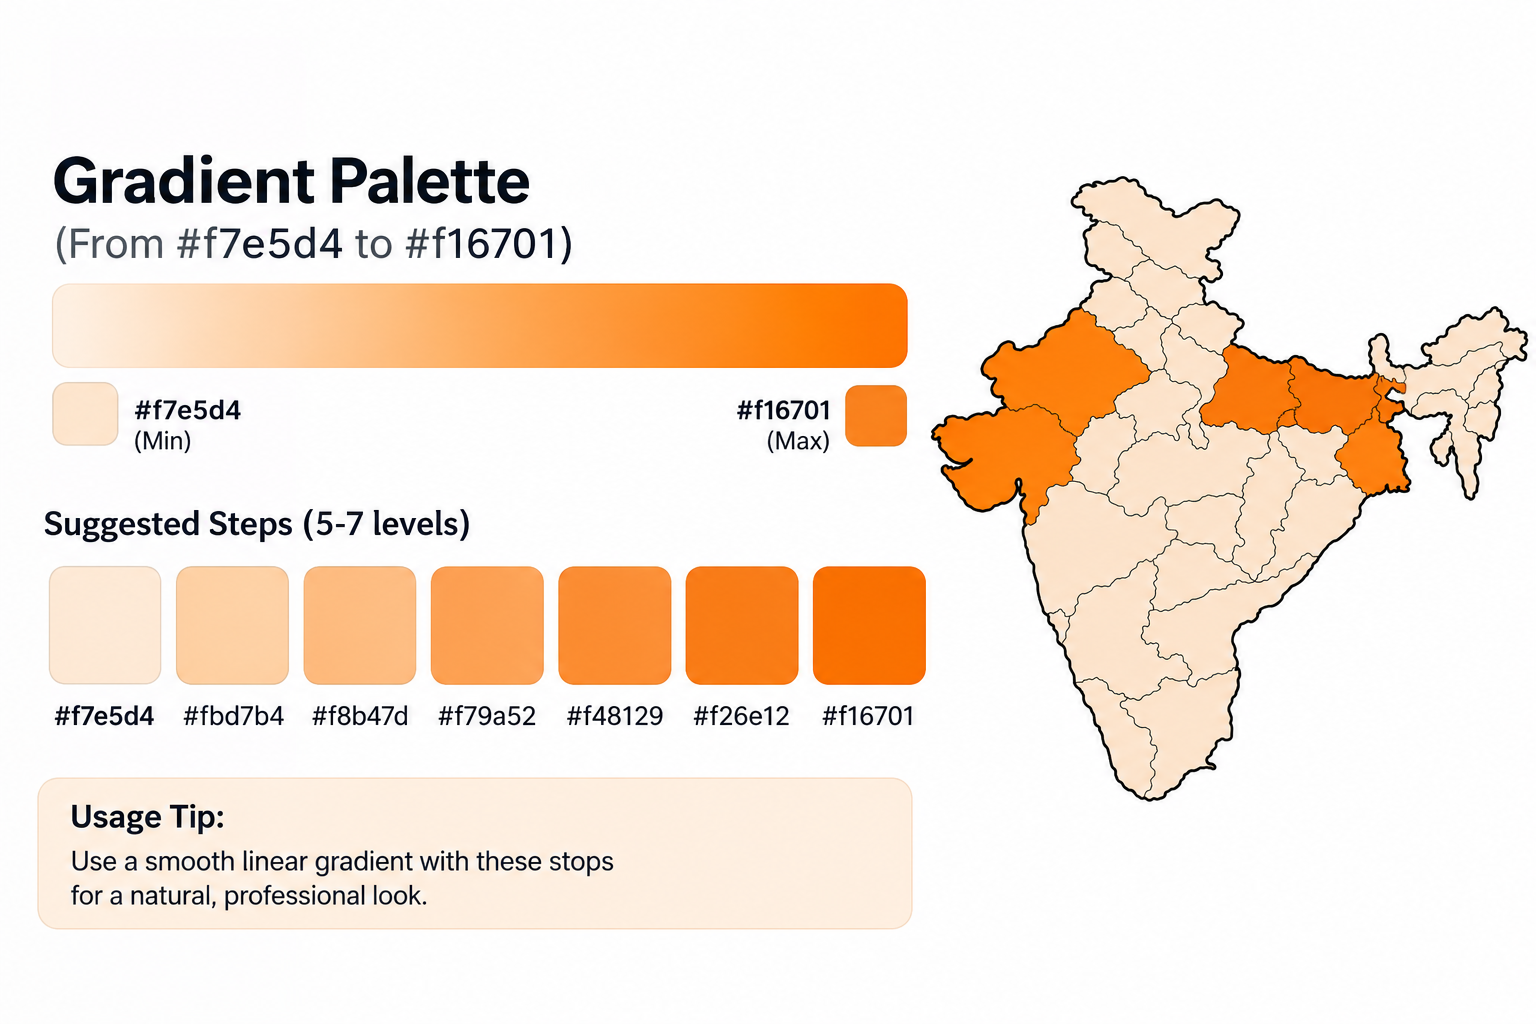 Gradient Palette
(From #f7e5d4 to #f16701)
#f7e5d4
(Min)
#f16701
(Max)
Suggested Steps (5-7 levels)
#f7e5d4 #fbd7b4 #f8b47d #f79a52 #f48129 #f26e12 #f16701
Usage Tip:
Use a smooth linear gradient with these stops
for a natural, professional look.